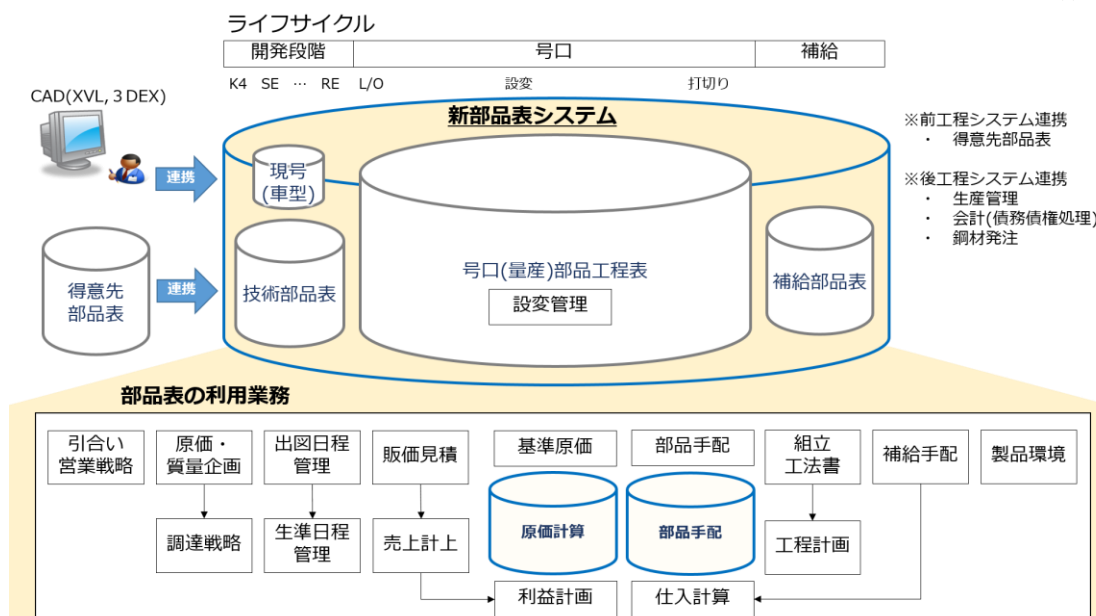 ライフサイクル
開発段階
号口
補給
K4 SE … RE L/O 設変 打切り
CAD(XVL, 3DEX)
新部品表システム
※前工程システム連携
・ 得意先部品表
※後工程システム連携
・ 生産管理
・ 会計(債務債権処理)
・ 鋼材発注
連携
現号
(車型)
得意先
部品表
連携
技術部品表
号口(量産)部品工程表
設変管理
補給部品表
部品表の利用業務
引合い
営業戦略
原価・
質量企画
出図日程
管理
販価見積
基準原価
部品手配
組立
工法書
補給手配
製品環境
調達戦略
生準日程
管理
売上計上
原価計算
部品手配
工程計画
利益計画
仕入計算